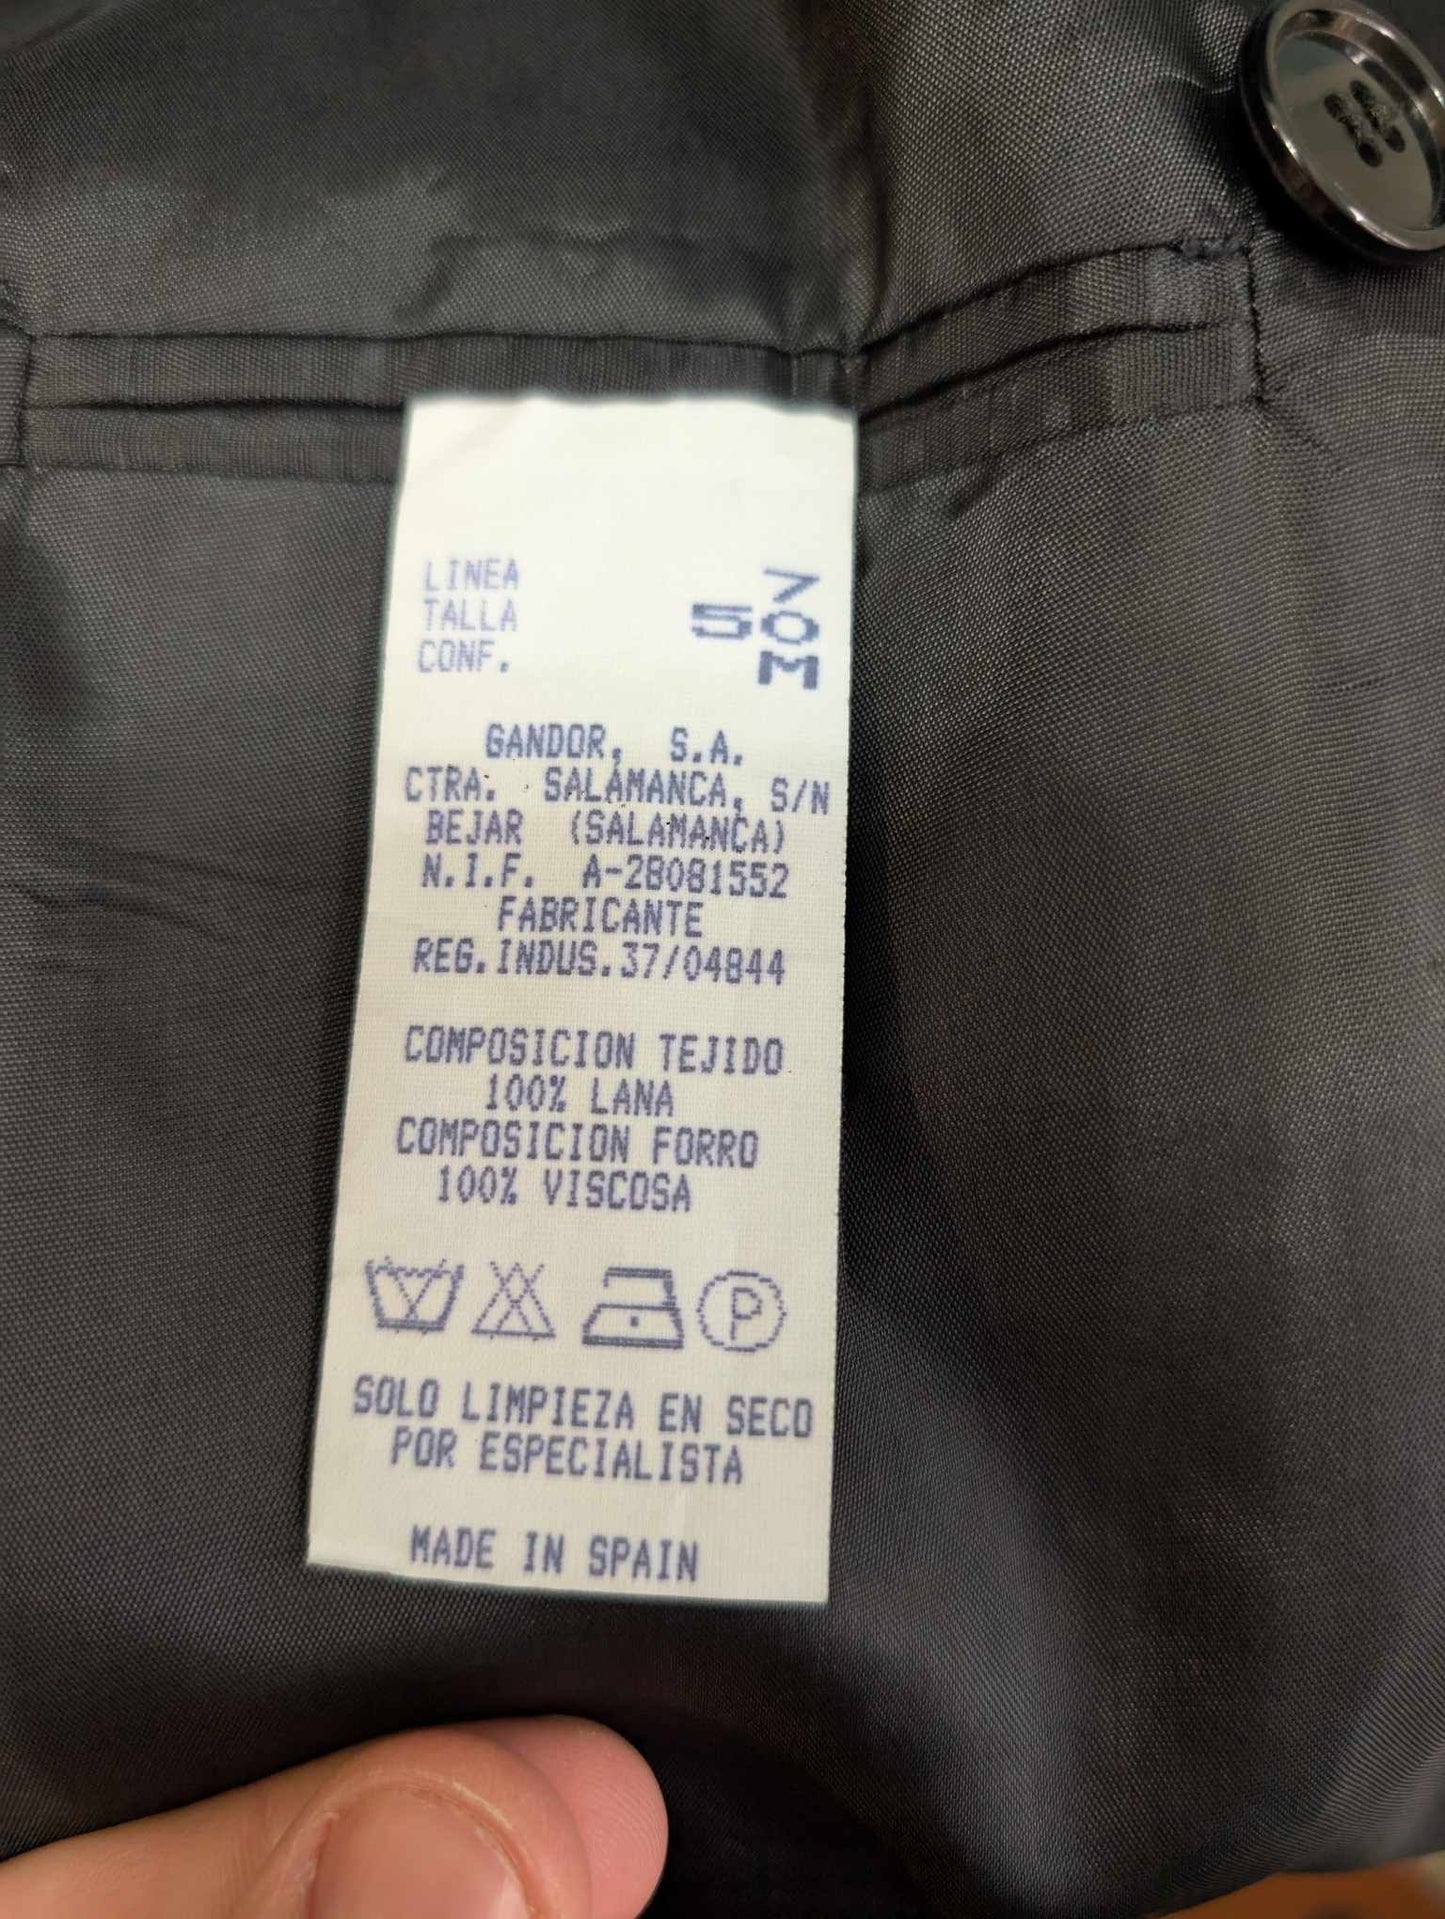 LINEA 7
TALLA 50
CONF. M
GANDOR, S.A.
CTRA. SALAMANCA, S/N
BEJAR (SALAMANCA)
N.I.F. A-28081552
FABRICANTE
REG.INDUS.37/04844
COMPOSICION TEJIDO
100% LANA
COMPOSICION FORRO
100% VISCOSA
P
SOLO LIMPIEZA EN SECO
POR ESPECIALISTA
MADE IN SPAIN